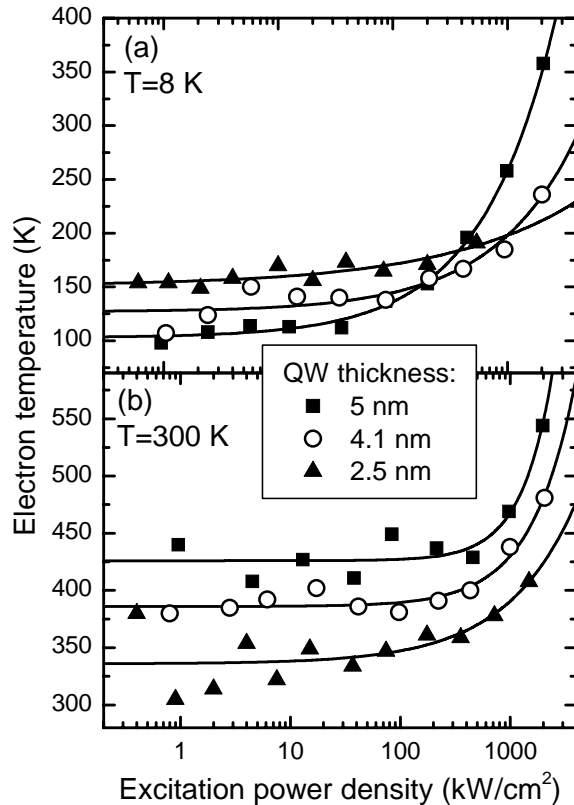 400
(a)
T=8 K
350
300
250
200
150
100
Electron temperature (K)
QW thickness:
5 nm
4.1 nm
2.5 nm
(b)
T=300 K
550
500
450
400
350
300
1 10 100 1000
Excitation power density (kW/cm²)